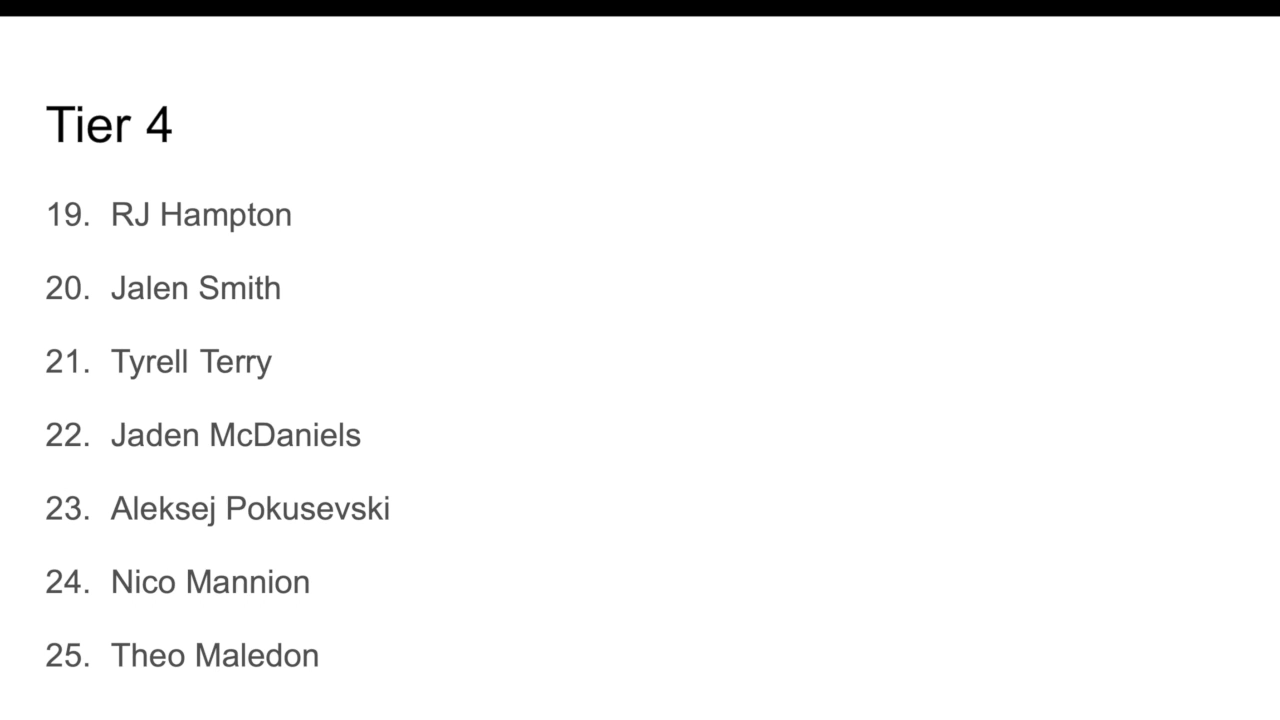 Tier 4
19. RJ Hampton
20. Jalen Smith
21. Tyrell Terry
22. Jaden McDaniels
23. Aleksej Pokusevski
24. Nico Mannion
25. Theo Maledon